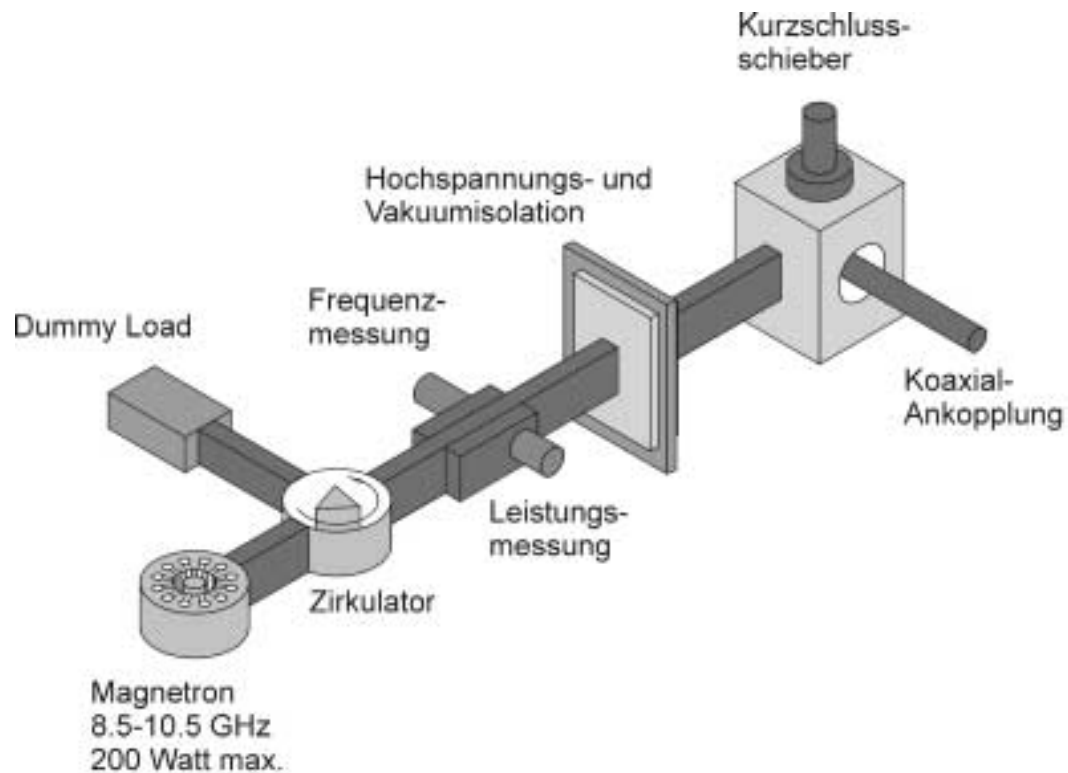 Kurzschluss-
schieber
Hochspannungs- und
Vakuumisolation
Frequenz-
messung
Dummy Load
Koaxial-
Ankopplung
Leistungs-
messung
Zirkulator
Magnetron
8.5-10.5 GHz
200 Watt max.